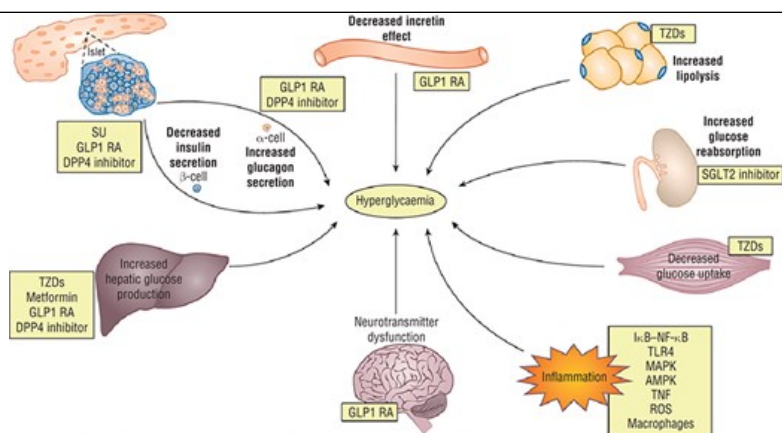 Islet
SU
GLP1 RA
DPP4 inhibitor
Decreased
insulin
secretion
β-cell
GLP1 RA
DPP4 inhibitor
α-cell
Increased
glucagon
secretion
Decreased incretin
effect
GLP1 RA
TZDs
Increased
lipolysis
Increased
glucose
reabsorption
SGLT2 inhibitor
Hyperglycaemia
TZDs
Metformin
GLP1 RA
DPP4 inhibitor
Increased
hepatic glucose
production
Neurotransmitter
dysfunction
GLP1 RA
TZDs
Decreased
glucose uptake
Inflammation
IκB–NF-κB
TLR4
MAPK
AMPK
TNF
ROS
Macrophages